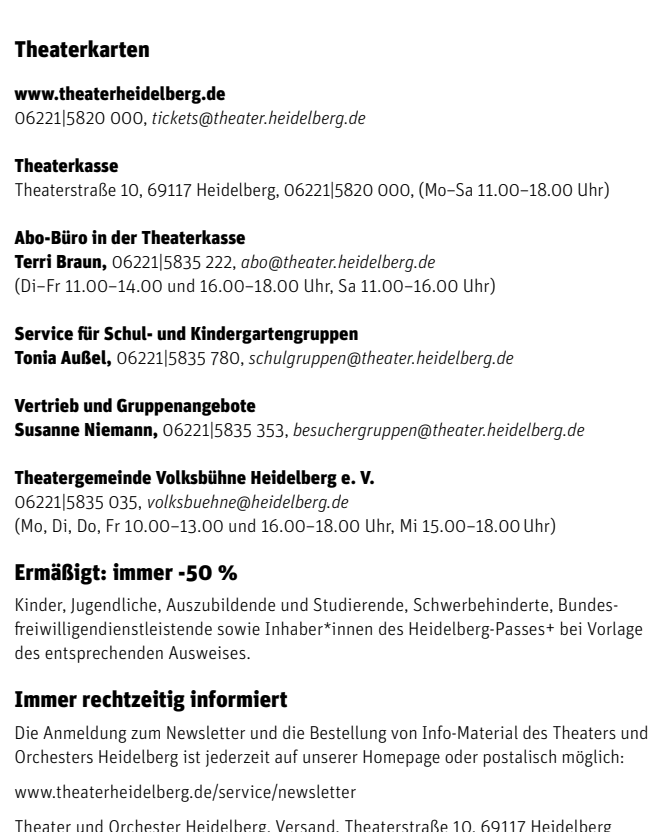 Theaterkarten
www.theaterheidelberg.de
06221|5820 000, tickets@theater.heidelberg.de
Theaterkasse
Theaterstraße 10, 69117 Heidelberg, 06221|5820 000, (Mo–Sa 11.00–18.00 Uhr)
Abo-Büro in der Theaterkasse
Terri Braun, 06221|5835 222, abo@theater.heidelberg.de
(Di–Fr 11.00–14.00 und 16.00–18.00 Uhr, Sa 11.00–16.00 Uhr)
Service für Schul- und Kindergartengruppen
Tonia Außel, 06221|5835 780, schulgruppen@theater.heidelberg.de
Vertrieb und Gruppenangebote
Susanne Niemann, 06221|5835 353, besuchergruppen@theater.heidelberg.de
Theatergemeinde Volksbühne Heidelberg e. V.
06221|5835 035, volksbuehne@heidelberg.de
(Mo, Di, Do, Fr 10.00–13.00 und 16.00–18.00 Uhr, Mi 15.00–18.00 Uhr)
Ermäßigt: immer -50 %
Kinder, Jugendliche, Auszubildende und Studierende, Schwerbehinderte, Bundes-
freiwilligendienstleistende sowie Inhaber*innen des Heidelberg-Passes+ bei Vorlage
des entsprechenden Ausweises.
Immer rechtzeitig informiert
Die Anmeldung zum Newsletter und die Bestellung von Info-Material des Theaters und
Orchesters Heidelberg ist jederzeit auf unserer Homepage oder postalisch möglich:
www.theaterheidelberg.de/service/newsletter
Theater und Orchester Heidelberg, Versand, Theaterstraße 10, 69117 Heidelberg